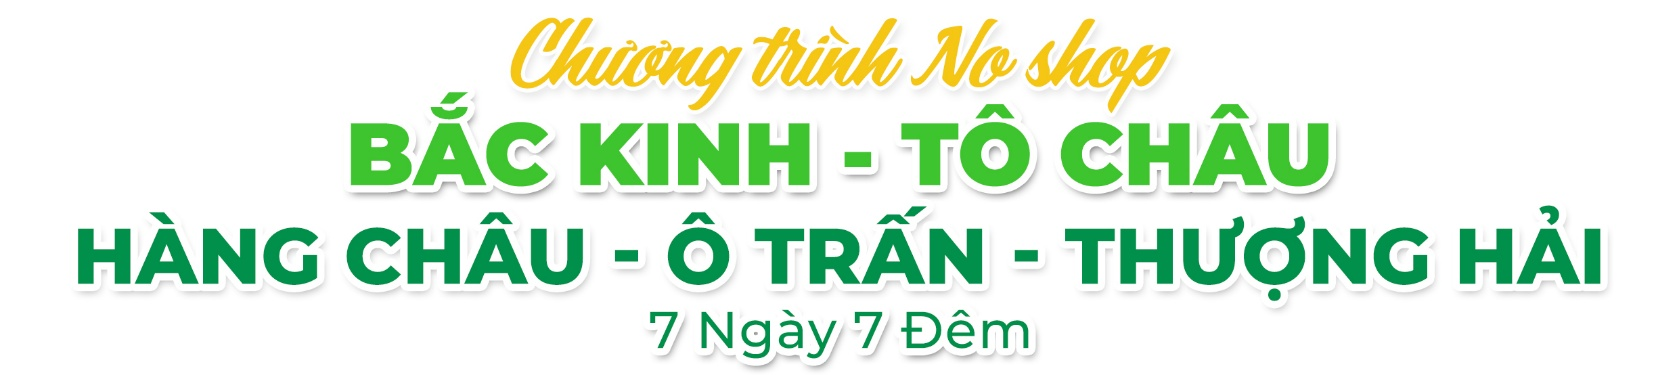 Chương trình No shop
BẮC KINH - TÔ CHÂU
HÀNG CHÂU - Ô TRẤN - THƯỢNG HẢI
7 Ngày 7 Đêm